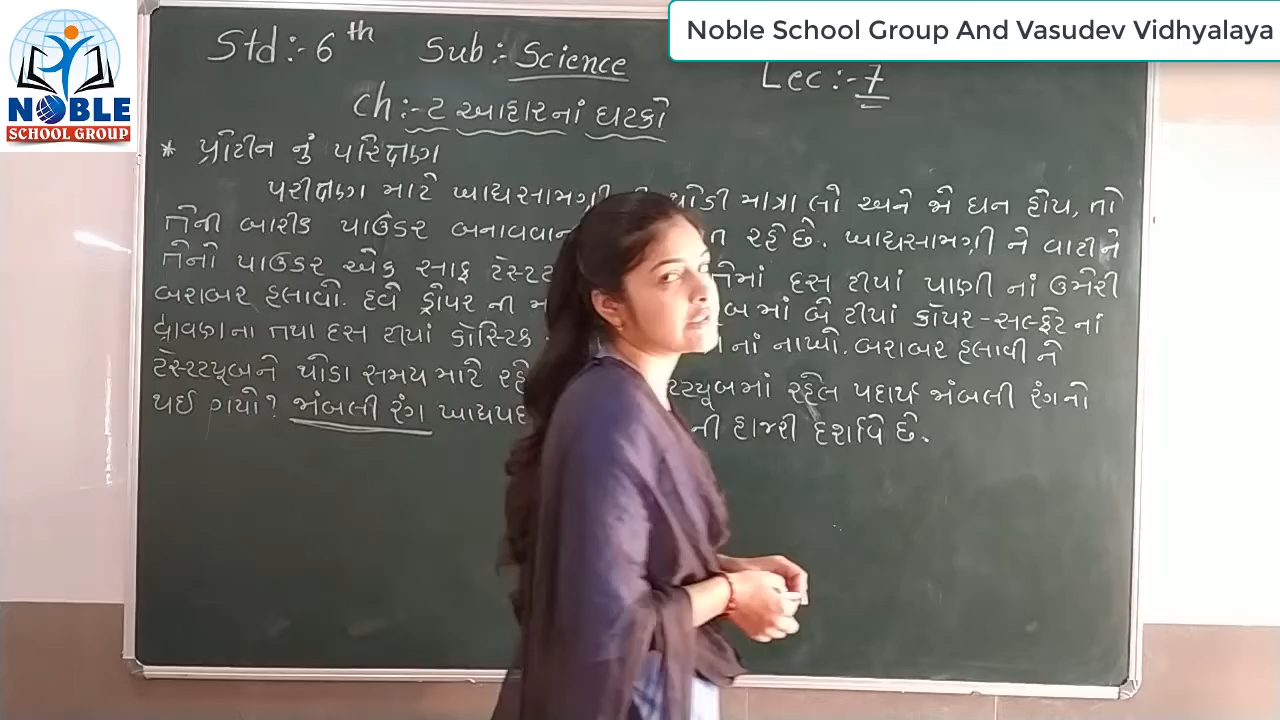 Noble School Group And Vasudev Vidhyalaya
NOBLE
SCHOOL GROUP
Std:- 6th Sub:- Science Lec:-7
Ch:-ટ આહારનાં ઘટકો
* પ્રોટીન નું પરિક્ષણ
પરીક્ષણ માટે ખાદ્યસામગ્રી થોડી માત્રા લો અને જો ઘન હોય, તો
તેની બારીક પાઉડર બનાવવાન રહે છે. ખાદ્યસામગ્રી ને વાટીને
તેનો પાઉડર એક સાફ ટેસ્ટટ તેમાં દસ ટીપાં પાણી નાં ઉમેરી
બરાબર હલાવો. હવે ડ્રોપર ની મ બ માં બે ટીપાં કૉપર-સલ્ફેટ નાં
દ્રાવણના તથા દસ ટીપાં કૉસ્ટિક નાં નાખો. બરાબર હલાવી ને
ટેસ્ટટ્યૂબને થોડા સમય માટે રહે ટટ્યૂબમાં રહેલ પદાર્થ જાંબલી રંગનો
થઈ ગયો? જાંબલી રંગ ખાદ્યપદ ની હાજરી દર્શાવે છે.